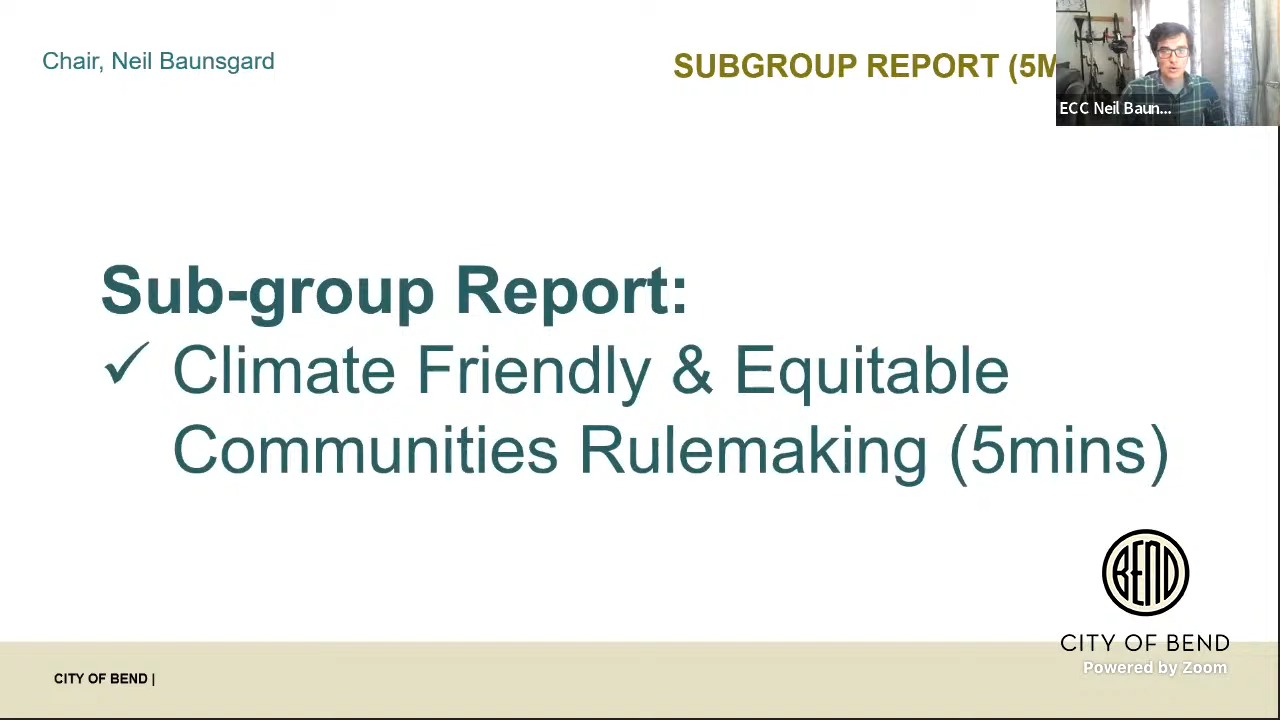 Chair, Neil Baunsgard
SUBGROUP REPORT (5M
ECC Neil Baun...
Sub-group Report:
✓ Climate Friendly & Equitable
Communities Rulemaking (5mins)
BEND
CITY OF BEND
Powered by Zoom
CITY OF BEND |